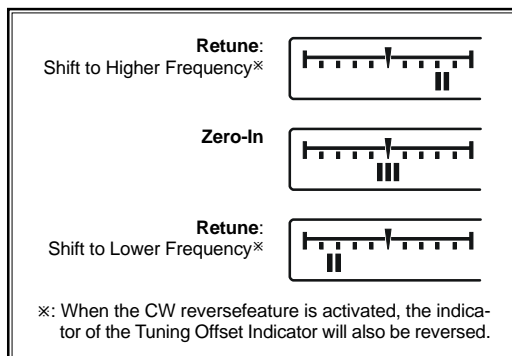 Retune:
Shift to Higher Frequency※
Zero-In
Retune:
Shift to Lower Frequency※
※: When the CW reversefeature is activated, the indica-
tor of the Tuning Offset Indicator will also be reversed.